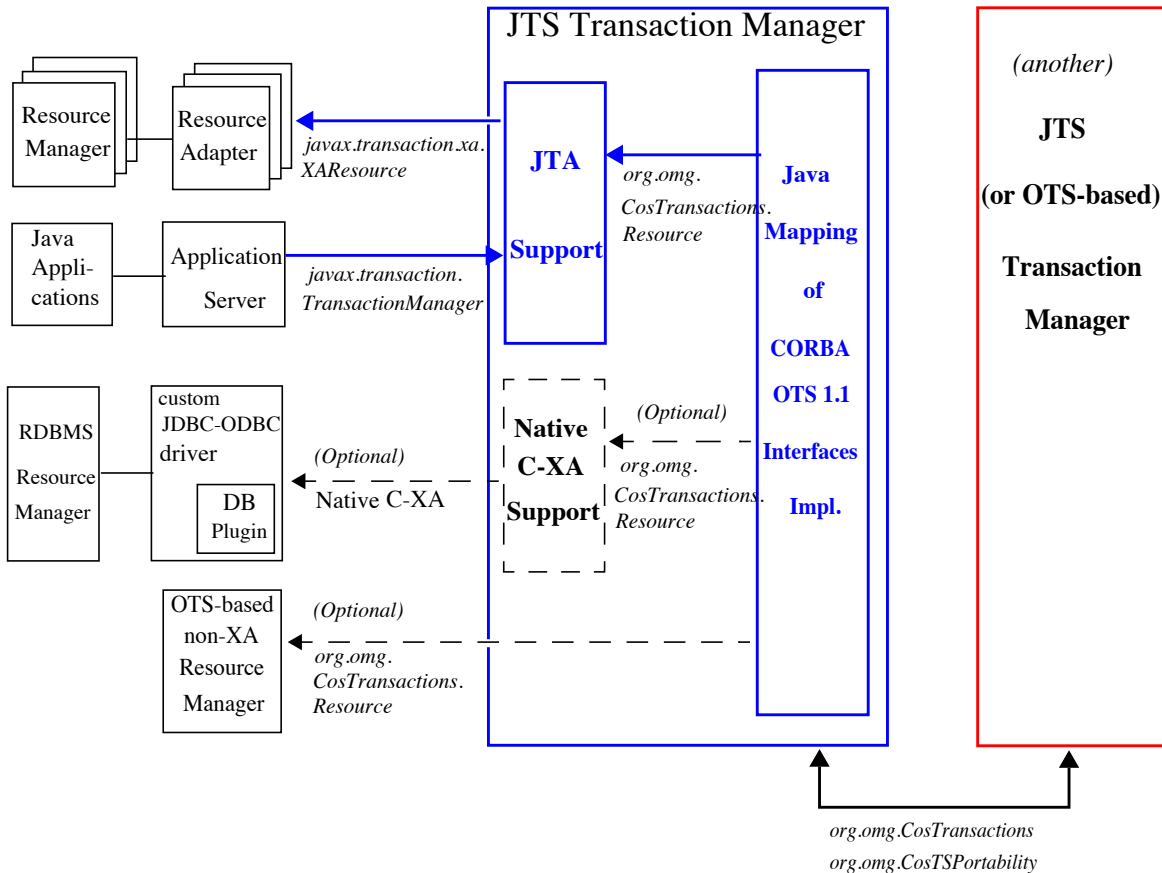 JTS Transaction Manager
Resource
Manager
Resource
Adapter
javax.transaction.xa.
XAResource
JTA
Support
org.omg.
CosTransactions.
Resource
Java
Mapping
of
CORBA
OTS 1.1
Interfaces
Impl.
(another)
JTS
(or OTS-based)
Transaction
Manager
Java
Appli-
cations
Application
Server
javax.transaction.
TransactionManager
RDBMS
Resource
Manager
custom
JDBC-ODBC
driver
DB
Plugin
(Optional)
Native C-XA
Native
C-XA
Support
(Optional)
org.omg.
CosTransactions.
Resource
OTS-based
non-XA
Resource
Manager
(Optional)
org.omg.
CosTransactions.
Resource
org.omg.CosTransactions
org.omg.CosTSPortability